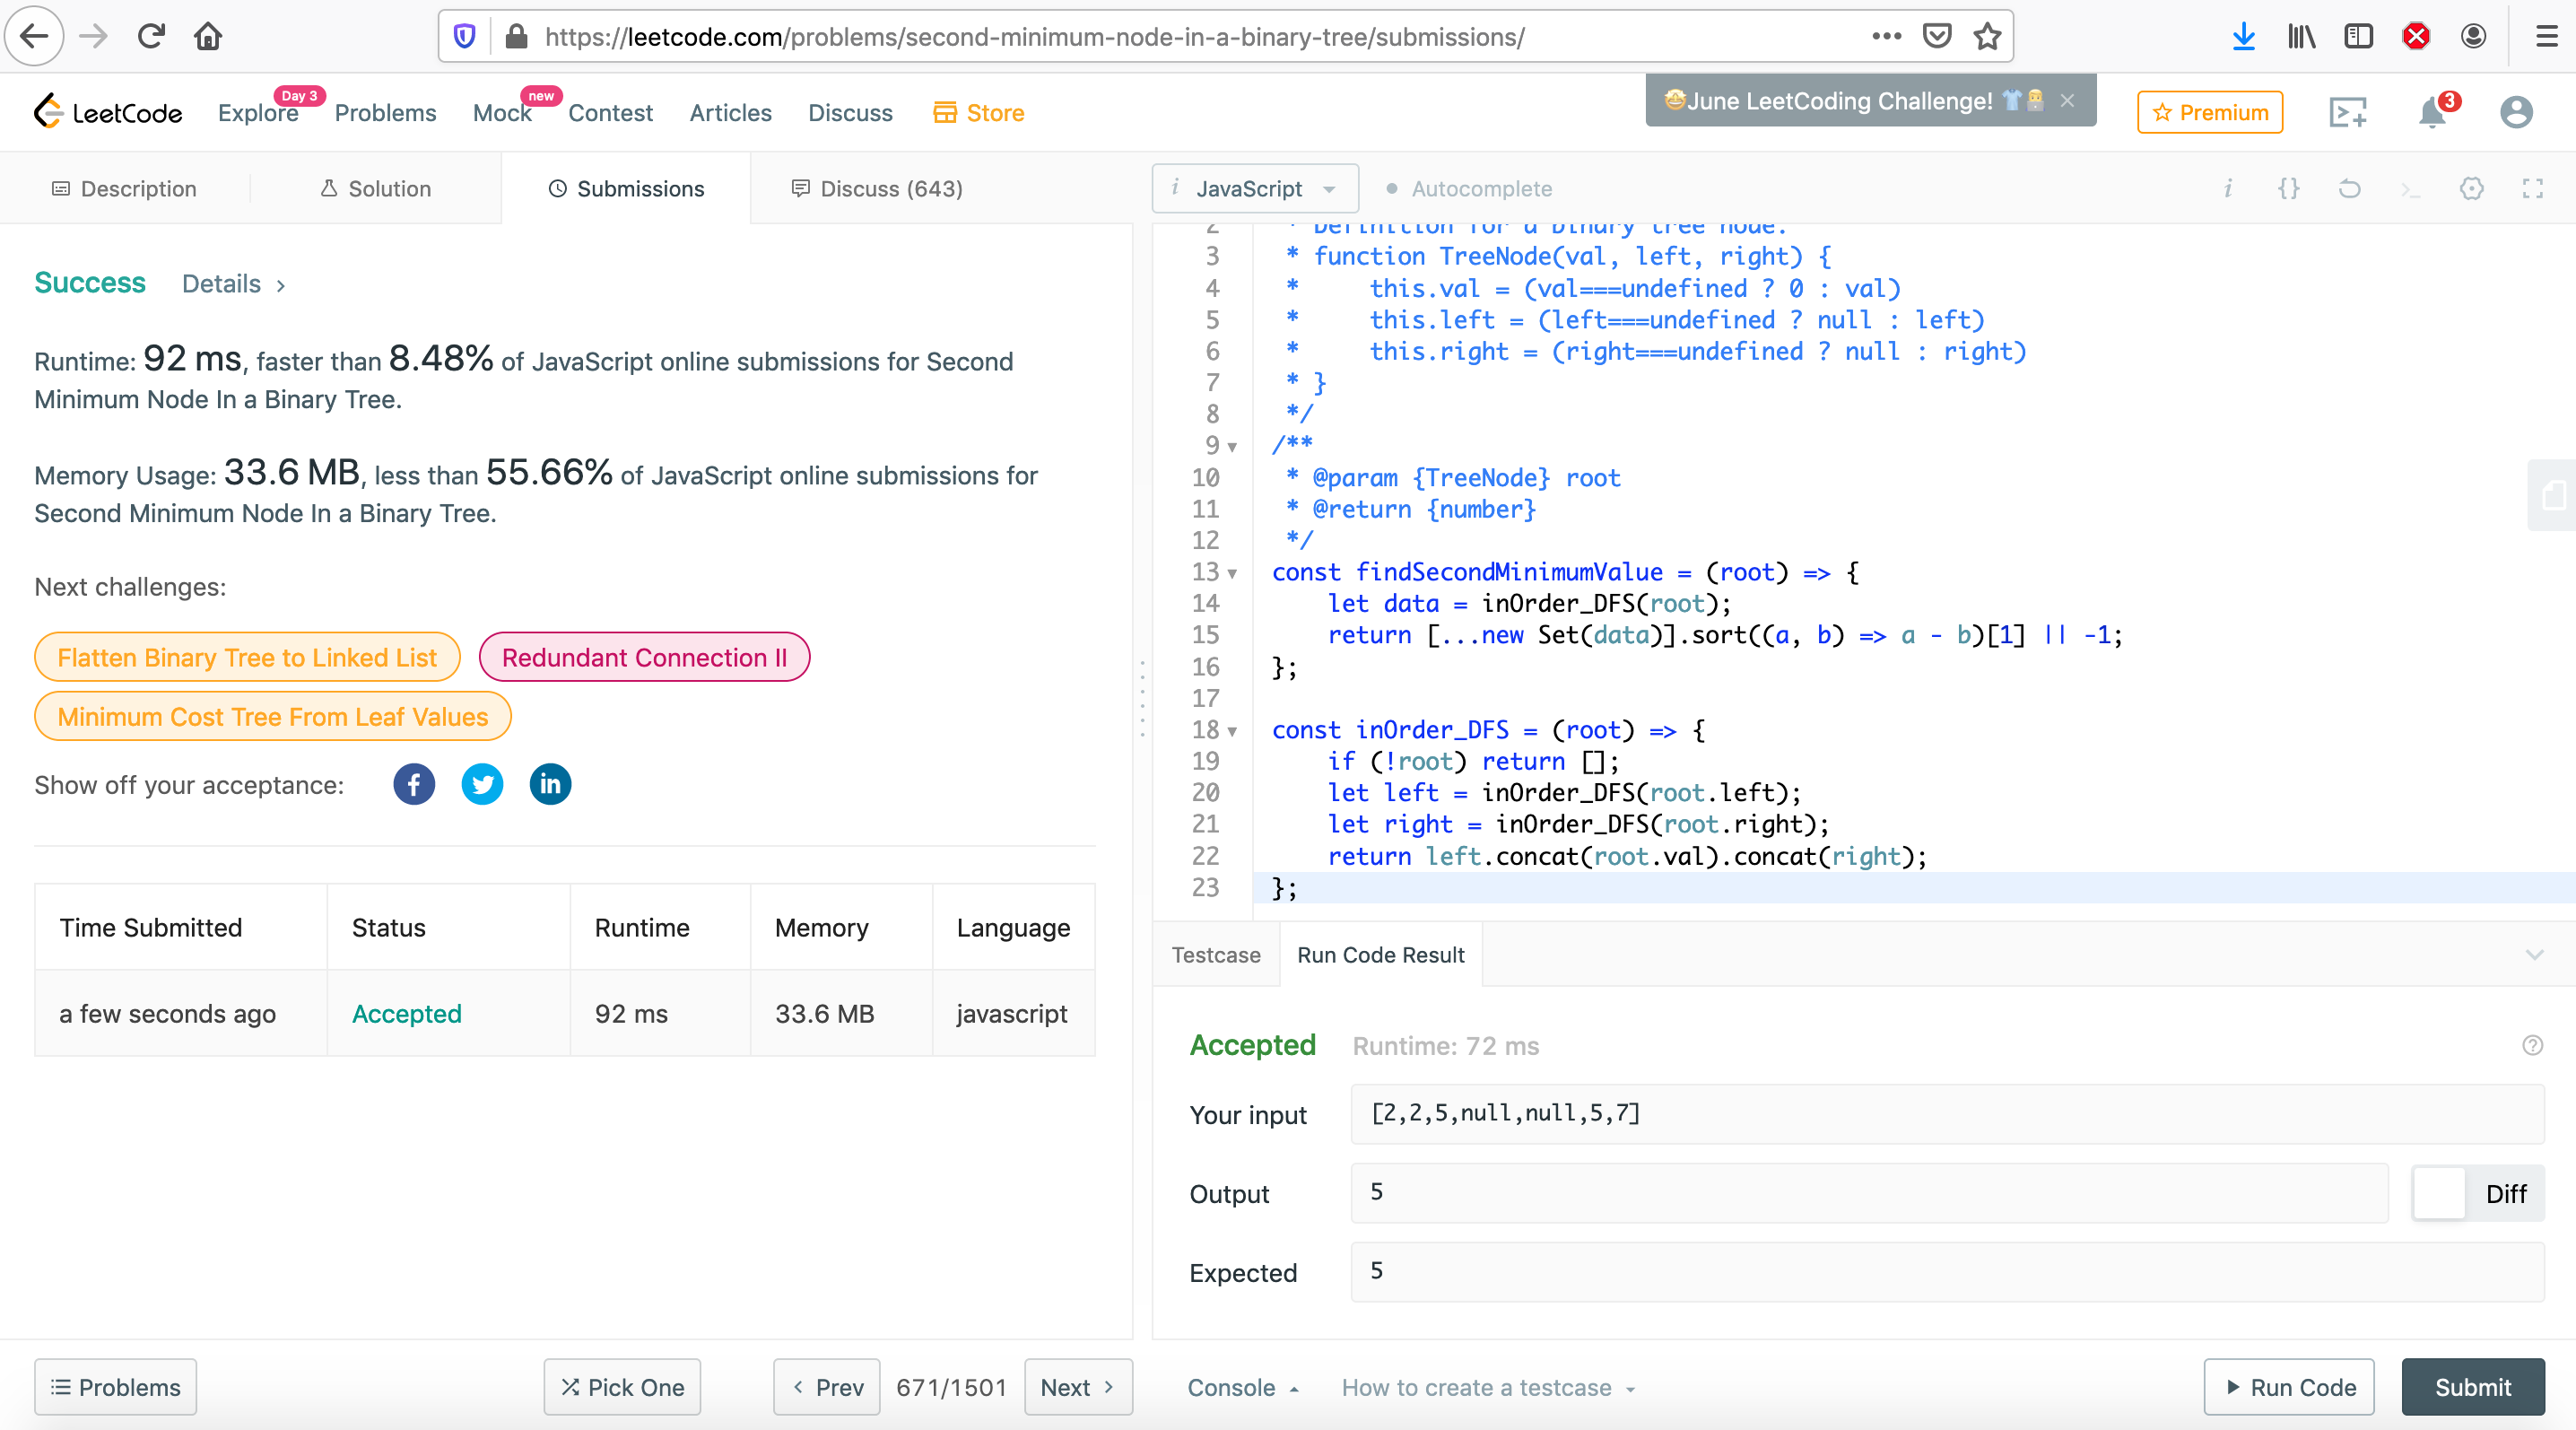 https://leetcode.com/problems/second-minimum-node-in-a-binary-tree/submissions/
LeetCode
Explore
Day 3
Problems
Mock
new
Contest
Articles
Discuss
Store
🤩June LeetCoding Challenge! 👕👨‍💻 ×
Premium
3
Description
Solution
Submissions
Discuss (643)
Success Details >
Runtime: 92 ms, faster than 8.48% of JavaScript online submissions for Second
Minimum Node In a Binary Tree.
Memory Usage: 33.6 MB, less than 55.66% of JavaScript online submissions for
Second Minimum Node In a Binary Tree.
Next challenges:
Flatten Binary Tree to Linked List
Redundant Connection II
Minimum Cost Tree From Leaf Values
Show off your acceptance:
Time Submitted Status Runtime Memory Language
a few seconds ago Accepted 92 ms 33.6 MB javascript
Problems
Pick One
Prev
671/1501
Next
i JavaScript
Autocomplete
2 * Definition for a binary tree node.
3 * function TreeNode(val, left, right) {
4 *     this.val = (val===undefined ? 0 : val)
5 *     this.left = (left===undefined ? null : left)
6 *     this.right = (right===undefined ? null : right)
7 * }
8 */
9 /**
10 * @param {TreeNode} root
11 * @return {number}
12 */
13 const findSecondMinimumValue = (root) => {
14     let data = inOrder_DFS(root);
15     return [...new Set(data)].sort((a, b) => a - b)[1] || -1;
16 };
17
18 const inOrder_DFS = (root) => {
19     if (!root) return [];
20     let left = inOrder_DFS(root.left);
21     let right = inOrder_DFS(root.right);
22     return left.concat(root.val).concat(right);
23 };
Testcase
Run Code Result
Accepted Runtime: 72 ms
Your input [2,2,5,null,null,5,7]
Output 5
Diff
Expected 5
Console
How to create a testcase
Run Code
Submit